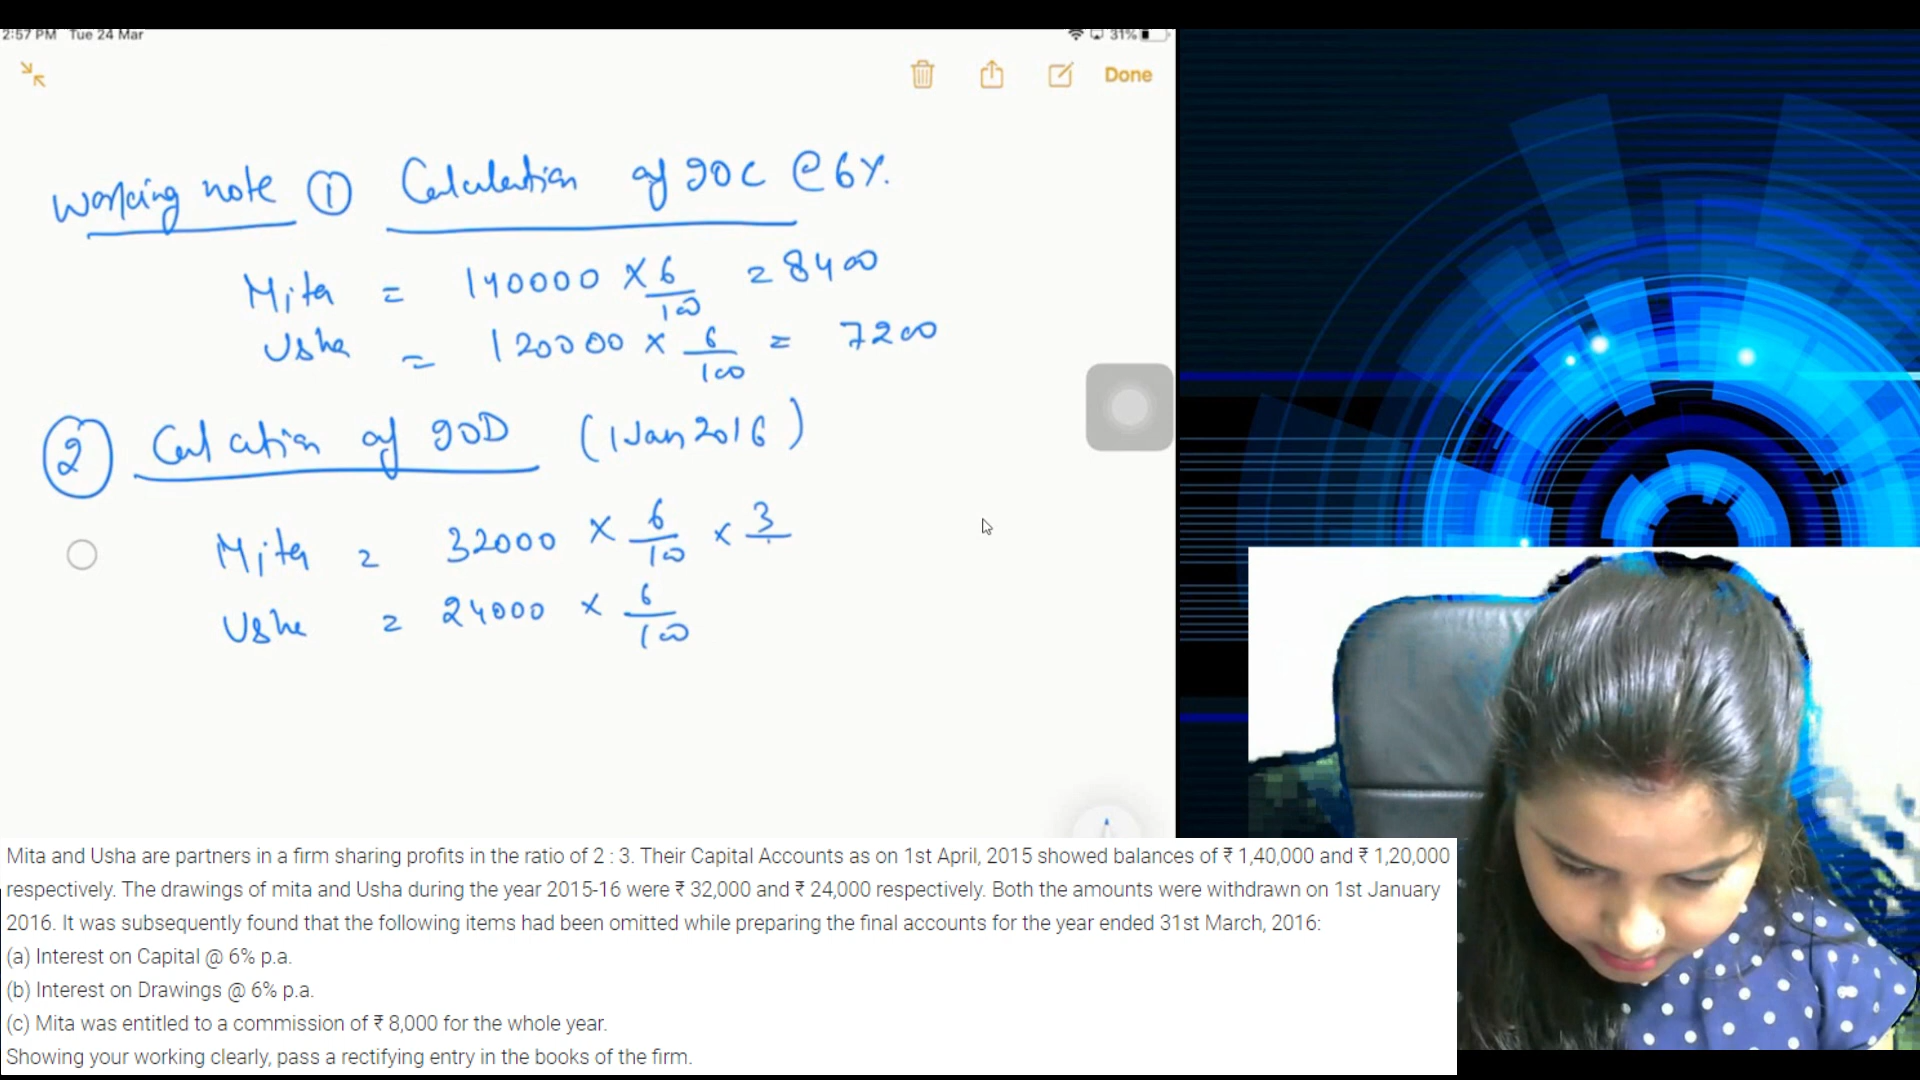 2:57 PM Tue 24 Mar
31%
Done
Working note ① Calculation of IOC @ 6%.
Mita = 140000 × 6/100 = 8400
Usha = 120000 × 6/100 = 7200
② Calcation of IOD (1 Jan 2016)
Mita = 32000 × 6/100 × 3/
Usha = 24000 × 6/100
Mita and Usha are partners in a firm sharing profits in the ratio of 2 : 3. Their Capital Accounts as on 1st April, 2015 showed balances of ₹ 1,40,000 and ₹ 1,20,000
respectively. The drawings of mita and Usha during the year 2015-16 were ₹ 32,000 and ₹ 24,000 respectively. Both the amounts were withdrawn on 1st January
2016. It was subsequently found that the following items had been omitted while preparing the final accounts for the year ended 31st March, 2016:
(a) Interest on Capital @ 6% p.a.
(b) Interest on Drawings @ 6% p.a.
(c) Mita was entitled to a commission of ₹ 8,000 for the whole year.
Showing your working clearly, pass a rectifying entry in the books of the firm.